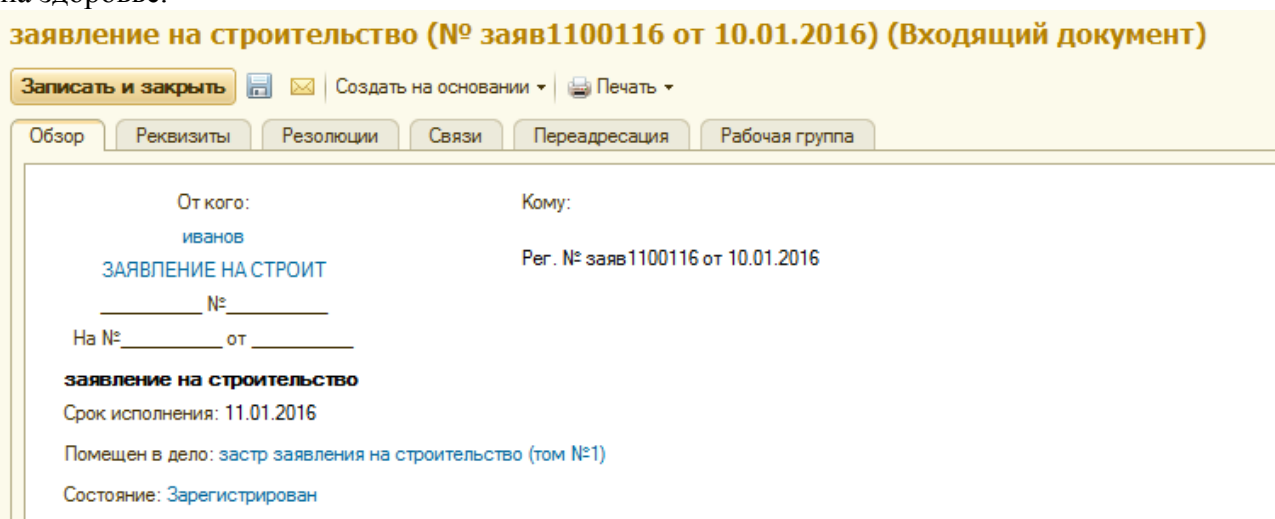 на здоровье.
заявление на строительство (№ заяв1100116 от 10.01.2016) (Входящий документ)
Записать и закрыть Создать на основании Печать
Обзор Реквизиты Резолюции Связи Переадресация Рабочая группа
От кого: Кому:
иванов
Рег. № заяв1100116 от 10.01.2016
ЗАЯВЛЕНИЕ НА СТРОИТ
__________ №__________
На №__________ от __________
заявление на строительство
Срок исполнения: 11.01.2016
Помещен в дело: застр заявления на строительство (том №1)
Состояние: Зарегистрирован